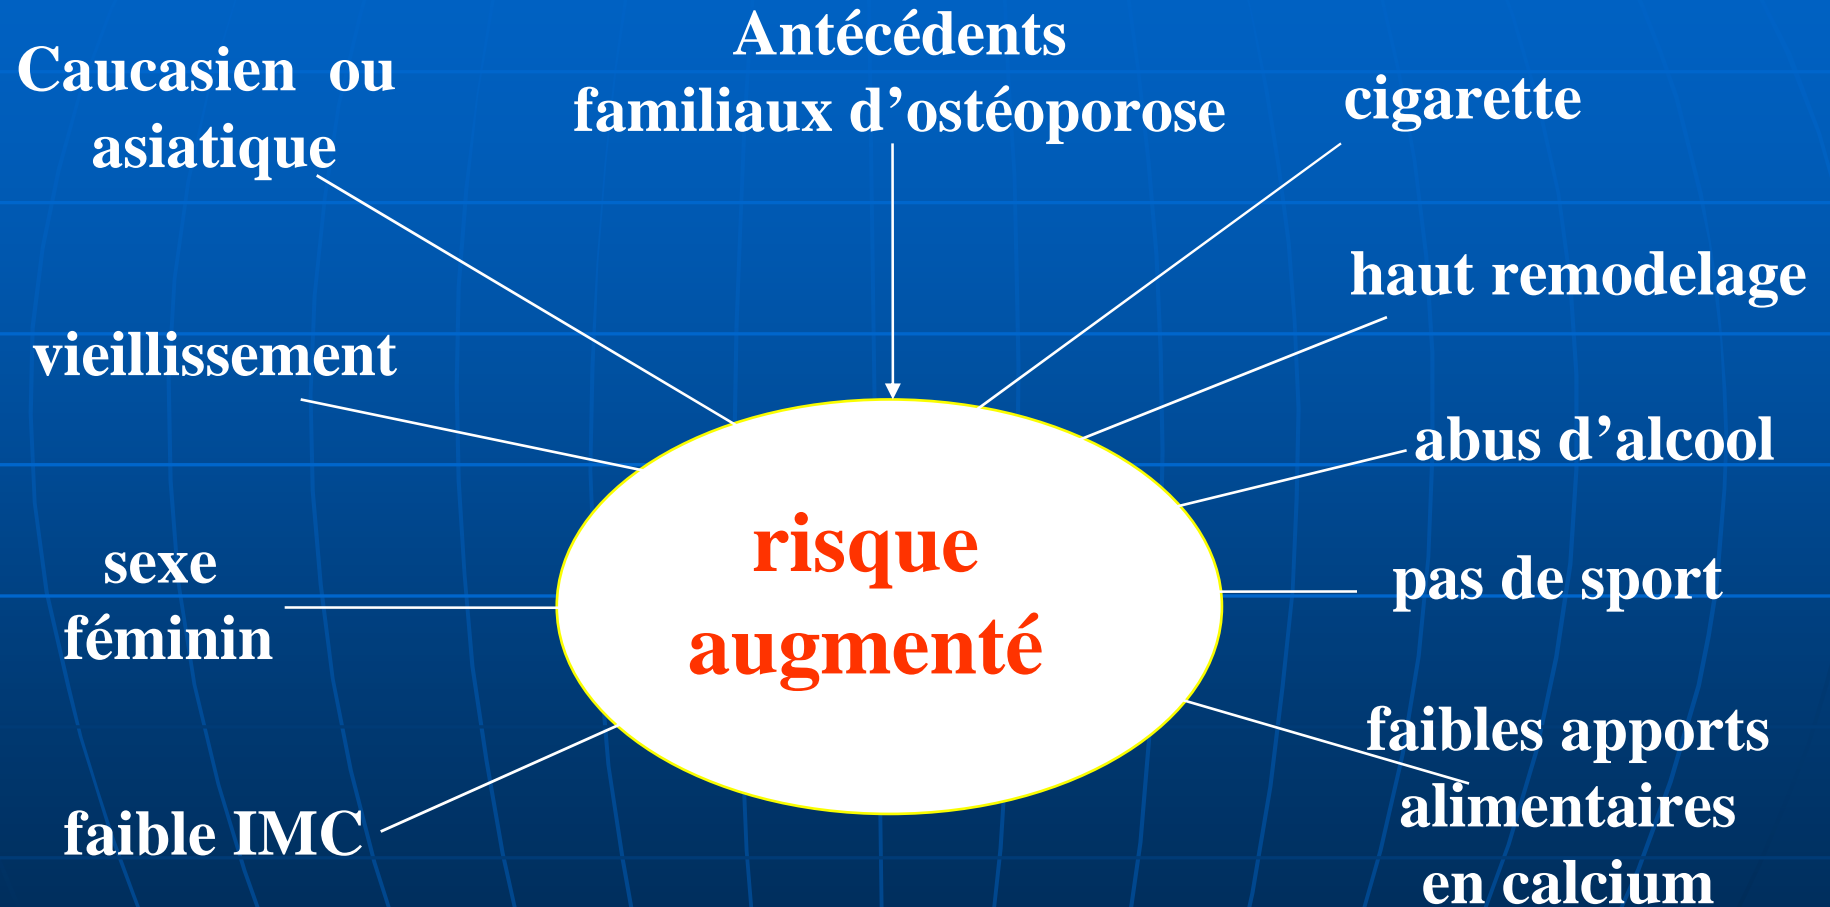 Antécédents
familiaux d’ostéoporose
Caucasien ou
asiatique
cigarette
haut remodelage
vieillissement
abus d’alcool
risque
augmenté
sexe
féminin
pas de sport
faible IMC
faibles apports
alimentaires
en calcium